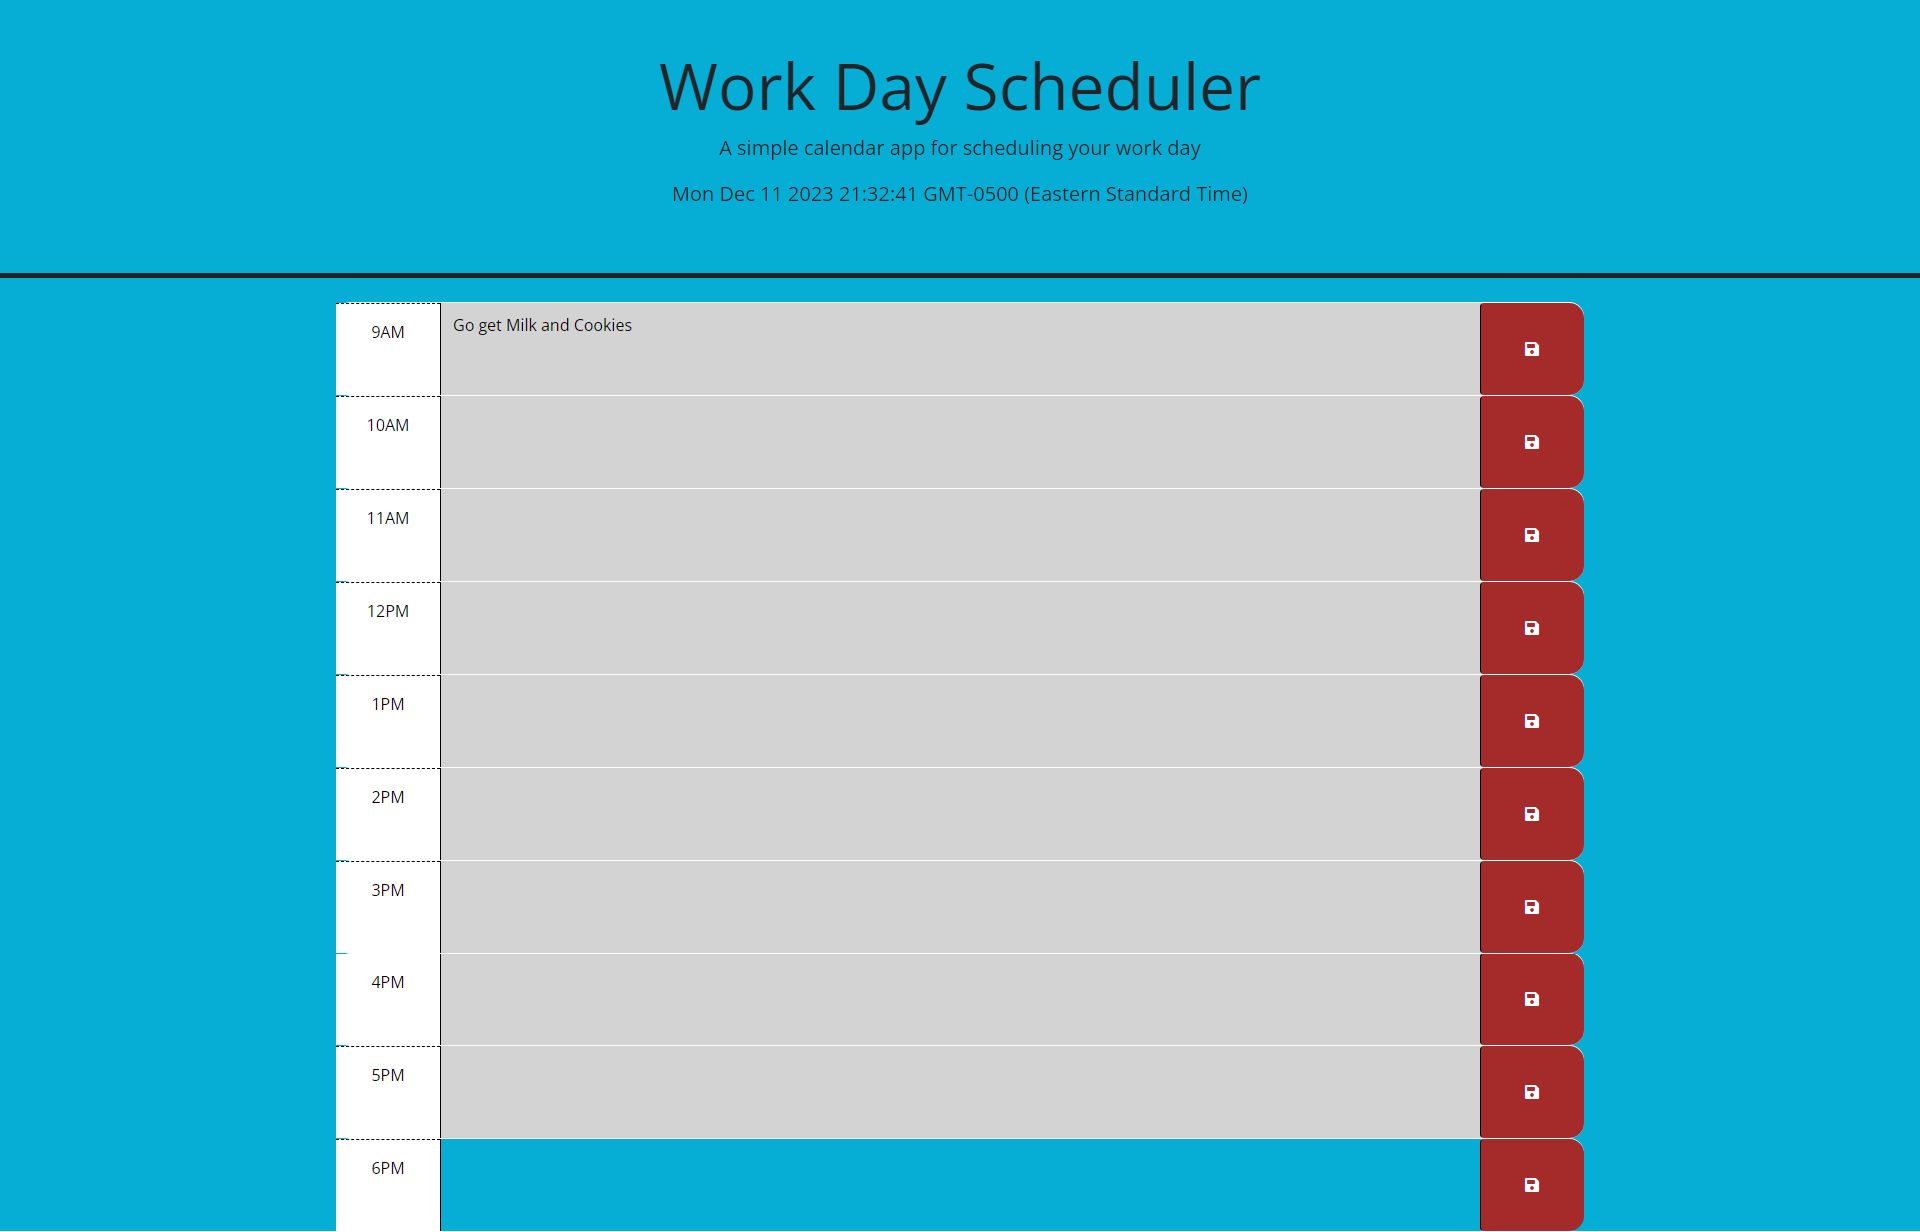 Work Day Scheduler
A simple calendar app for scheduling your work day
Mon Dec 11 2023 21:32:41 GMT-0500 (Eastern Standard Time)
9AM
Go get Milk and Cookies
10AM
11AM
12PM
1PM
2PM
3PM
4PM
5PM
6PM